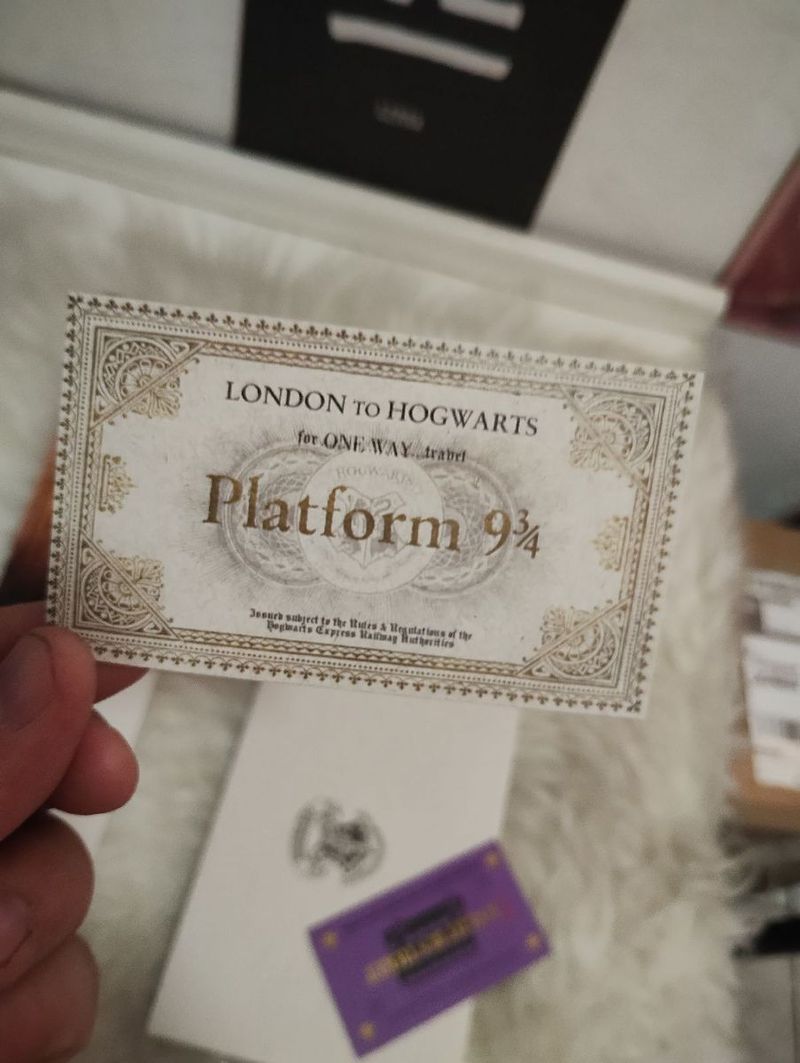 LONDON TO HOGWARTS
for ONE WAY...travel
HOGWARTS
Platform 9¾
Issued subject to the Rules & Regulations of the
Hogwarts Express Railway Authorities